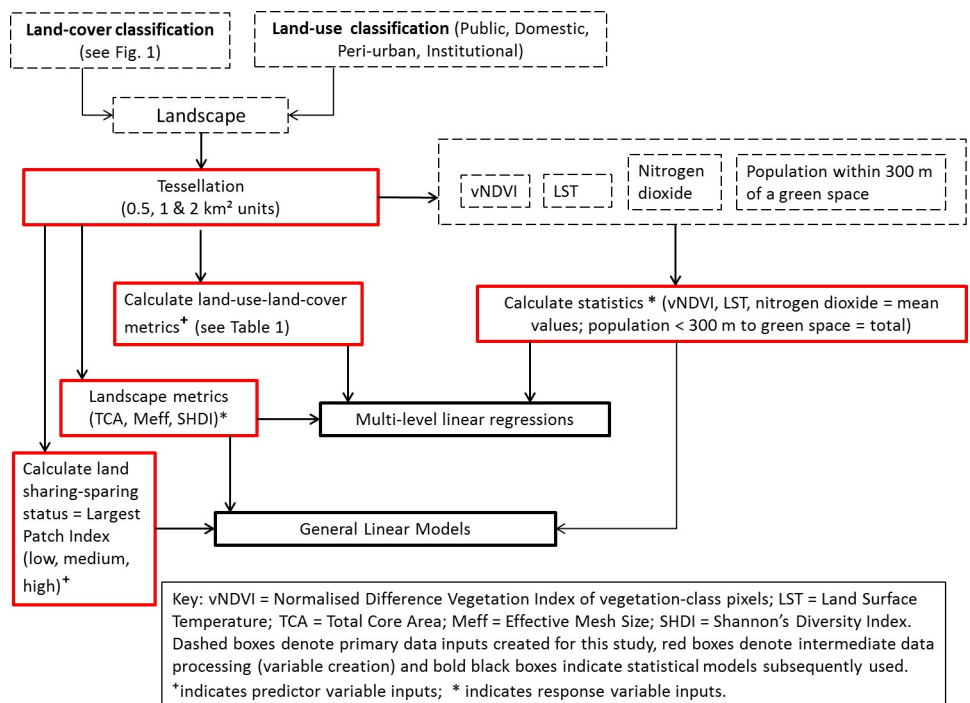 Land-cover classification
(see Fig. 1)
Land-use classification (Public, Domestic,
Peri-urban, Institutional)
Landscape
Tessellation
(0.5, 1 & 2 km² units)
vNDVI
LST
Nitrogen
dioxide
Population within 300 m
of a green space
Calculate land-use-land-cover
metrics⁺ (see Table 1)
Calculate statistics * (vNDVI, LST, nitrogen dioxide = mean
values; population < 300 m to green space = total)
Landscape metrics
(TCA, Meff, SHDI)*
Multi-level linear regressions
Calculate land
sharing-sparing
status = Largest
Patch Index
(low, medium,
high)⁺
General Linear Models
Key: vNDVI = Normalised Difference Vegetation Index of vegetation-class pixels; LST = Land Surface
Temperature; TCA = Total Core Area; Meff = Effective Mesh Size; SHDI = Shannon’s Diversity Index.
Dashed boxes denote primary data inputs created for this study, red boxes denote intermediate data
processing (variable creation) and bold black boxes indicate statistical models subsequently used.
⁺indicates predictor variable inputs; * indicates response variable inputs.